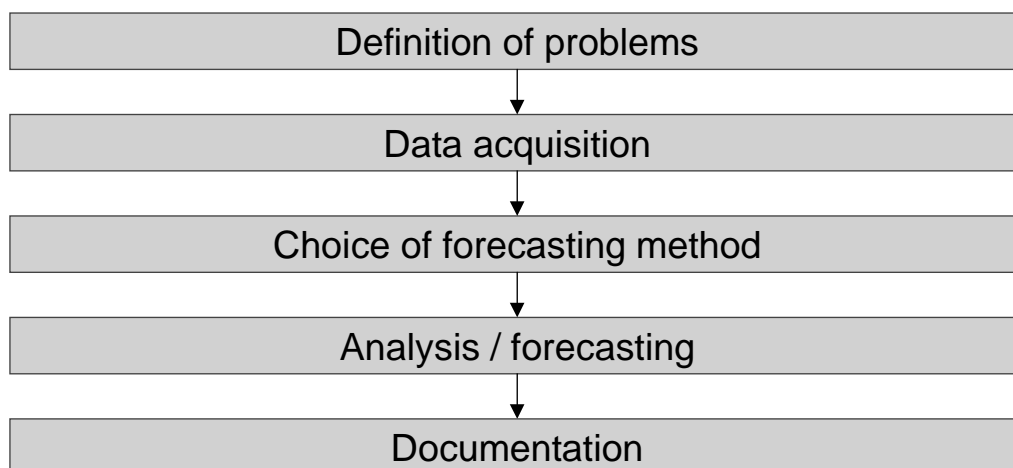 Definition of problems
Data acquisition
Choice of forecasting method
Analysis / forecasting
Documentation